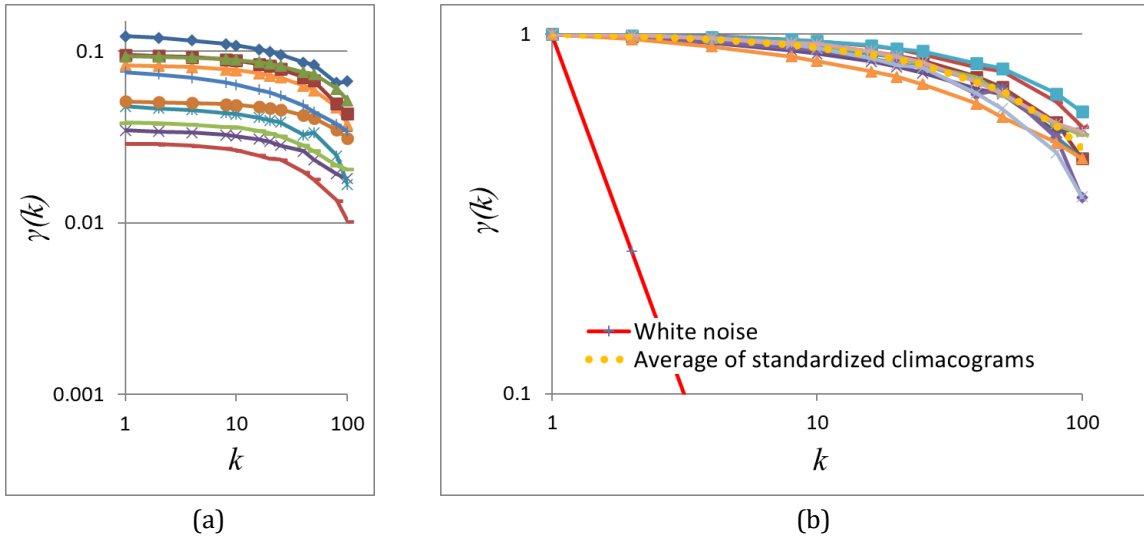 0.1
0.01
0.001
γ(k)
1
10
100
k
(a)
1
0.1
γ(k)
White noise
Average of standardized climacograms
1
10
100
k
(b)